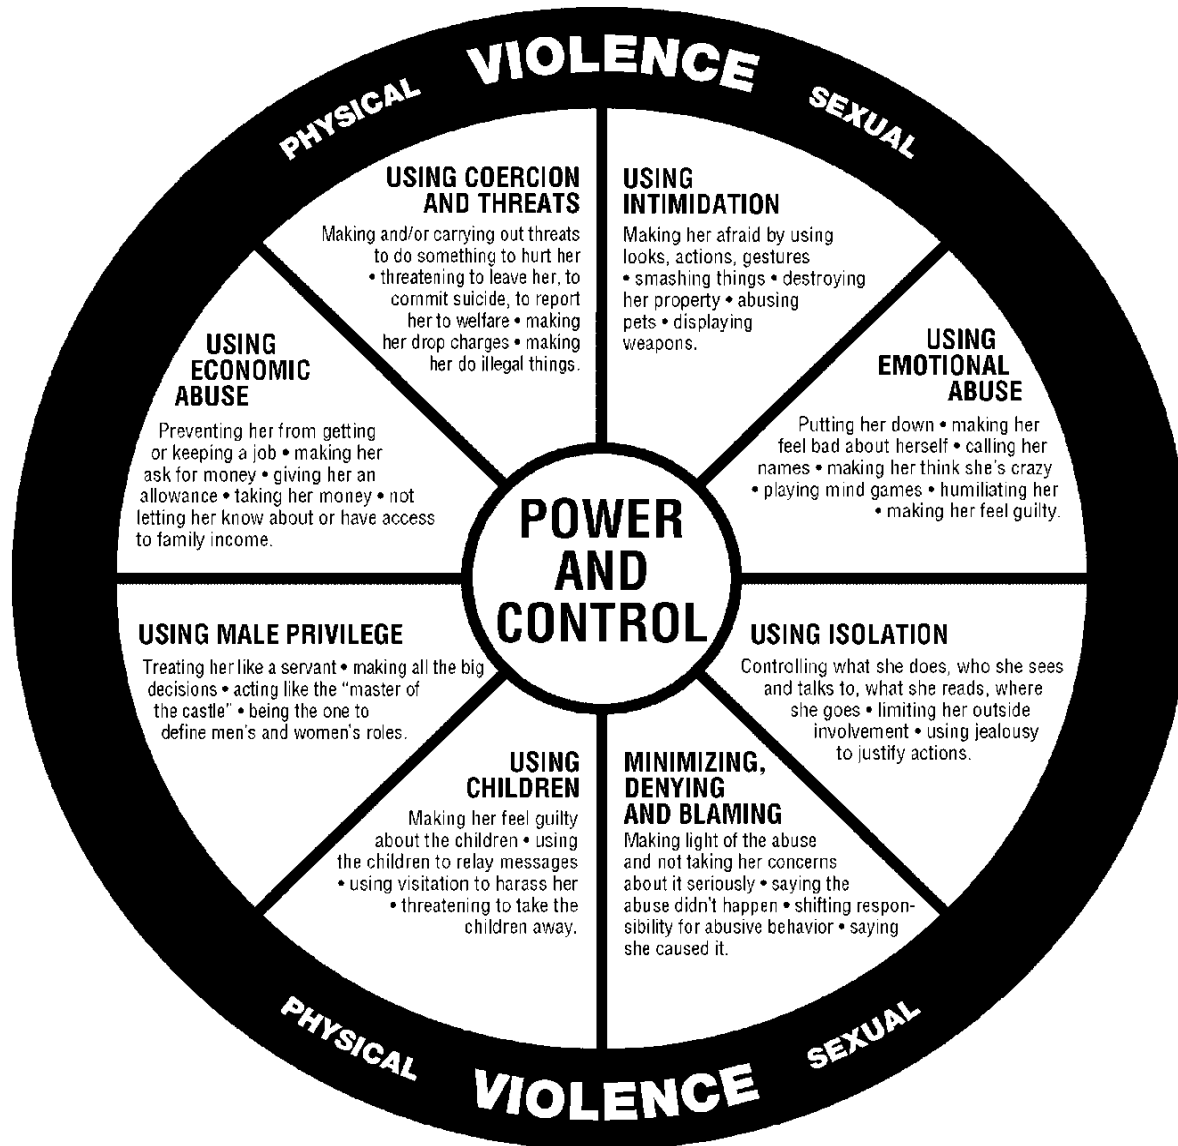 PHYSICAL VIOLENCE SEXUAL
USING COERCION
AND THREATS
Making and/or carrying out threats
to do something to hurt her
• threatening to leave her, to
commit suicide, to report
her to welfare • making
her drop charges • making
her do illegal things.
USING
INTIMIDATION
Making her afraid by using
looks, actions, gestures
• smashing things • destroying
her property • abusing
pets • displaying
weapons.
USING
EMOTIONAL
ABUSE
Putting her down • making her
feel bad about herself • calling her
names • making her think she's crazy
• playing mind games • humiliating her
• making her feel guilty.
USING ISOLATION
Controlling what she does, who she sees
and talks to, what she reads, where
she goes • limiting her outside
involvement • using jealousy
to justify actions.
MINIMIZING,
DENYING
AND BLAMING
Making light of the abuse
and not taking her concerns
about it seriously • saying the
abuse didn't happen • shifting respon-
sibility for abusive behavior • saying
she caused it.
USING
CHILDREN
Making her feel guilty
about the children • using
the children to relay messages
• using visitation to harass her
• threatening to take the
children away.
USING MALE PRIVILEGE
Treating her like a servant • making all the big
decisions • acting like the "master of
the castle" • being the one to
define men's and women's roles.
USING
ECONOMIC
ABUSE
Preventing her from getting
or keeping a job • making her
ask for money • giving her an
allowance • taking her money • not
letting her know about or have access
to family income.
POWER
AND
CONTROL
PHYSICAL VIOLENCE SEXUAL